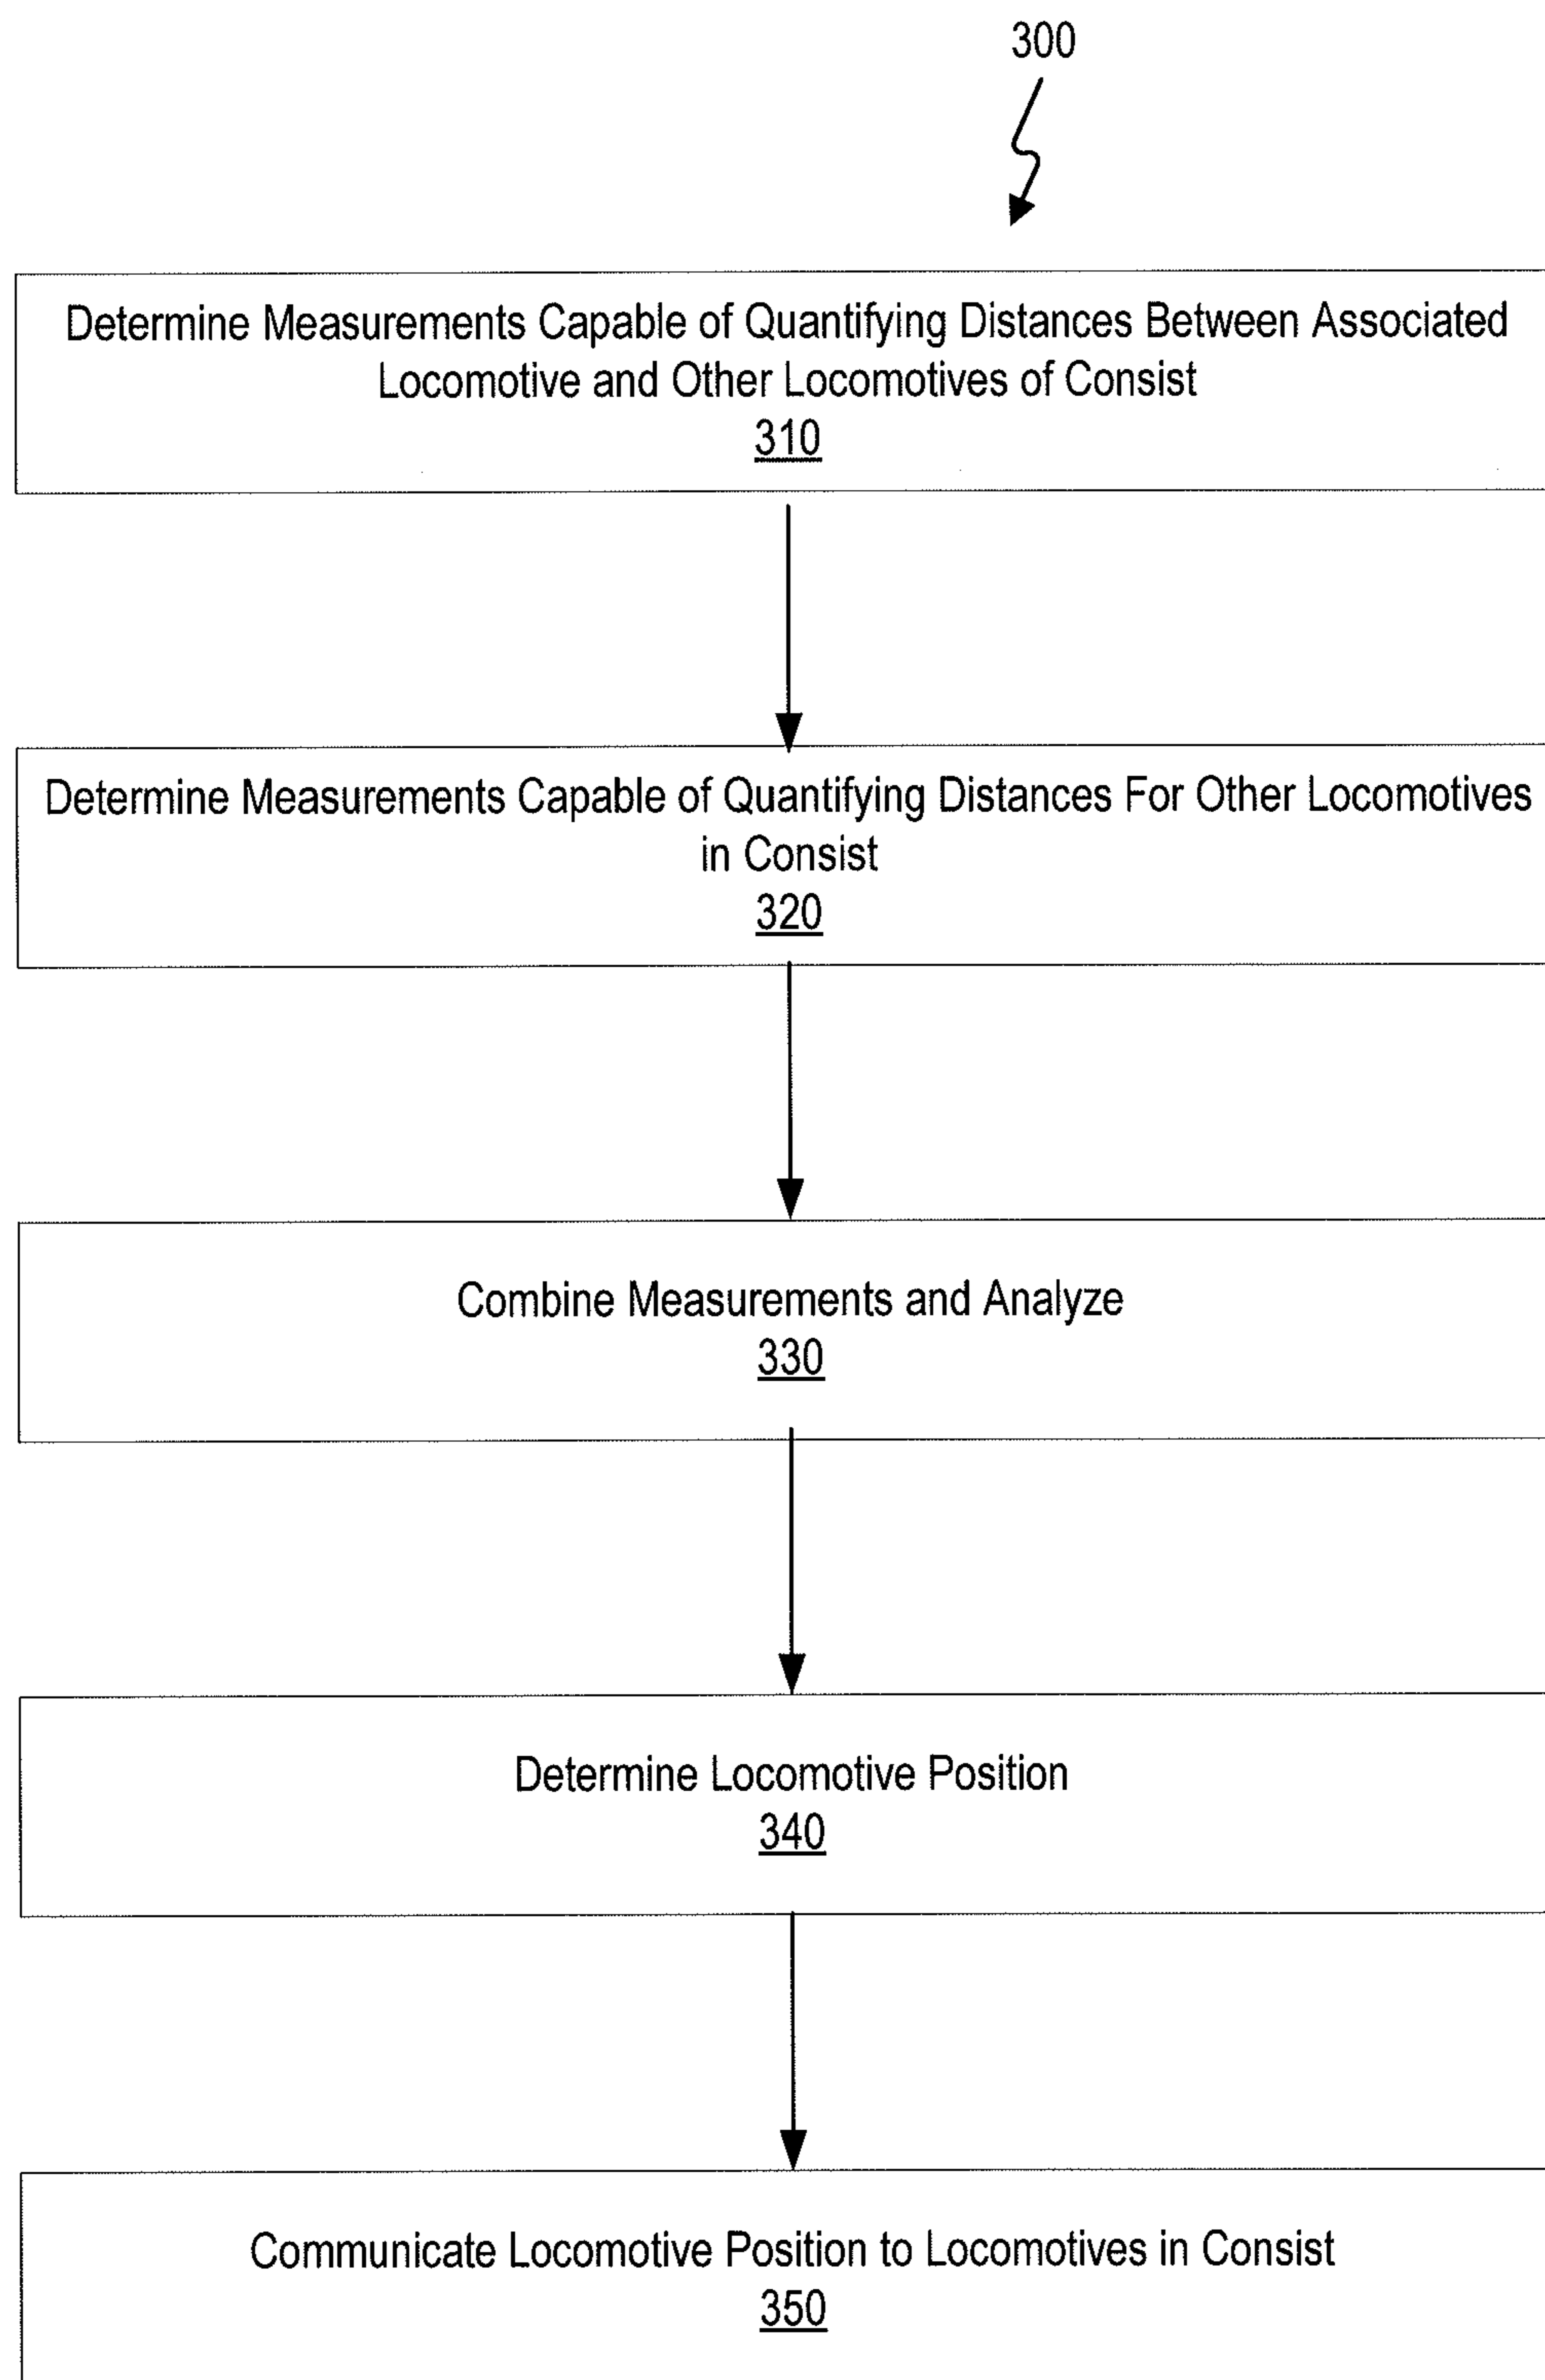 300
Determine Measurements Capable of Quantifying Distances Between Associated
Locomotive and Other Locomotives of Consist
310
Determine Measurements Capable of Quantifying Distances For Other Locomotives
in Consist
320
Combine Measurements and Analyze
330
Determine Locomotive Position
340
Communicate Locomotive Position to Locomotives in Consist
350